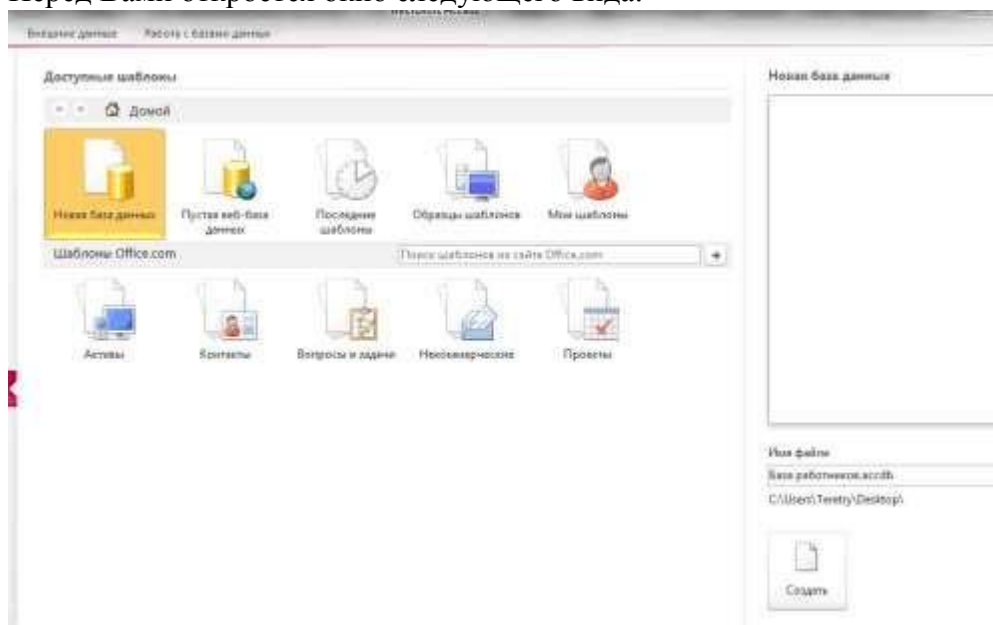 Перед Вами откроется окно следующего вида:
Microsoft Access
Внешние данные Работа с базами данных
Доступные шаблоны
Домой
Новая база данных
Пустая веб-база данных
Последние шаблоны
Образцы шаблонов
Мои шаблоны
Шаблоны Office.com
Поиск шаблонов на сайте Office.com
Активы
Контакты
Вопросы и задачи
Некоммерческие
Проекты
Новая база данных
Имя файла
База работников.accdb
C:\Users\Teretry\Desktop\
Создать